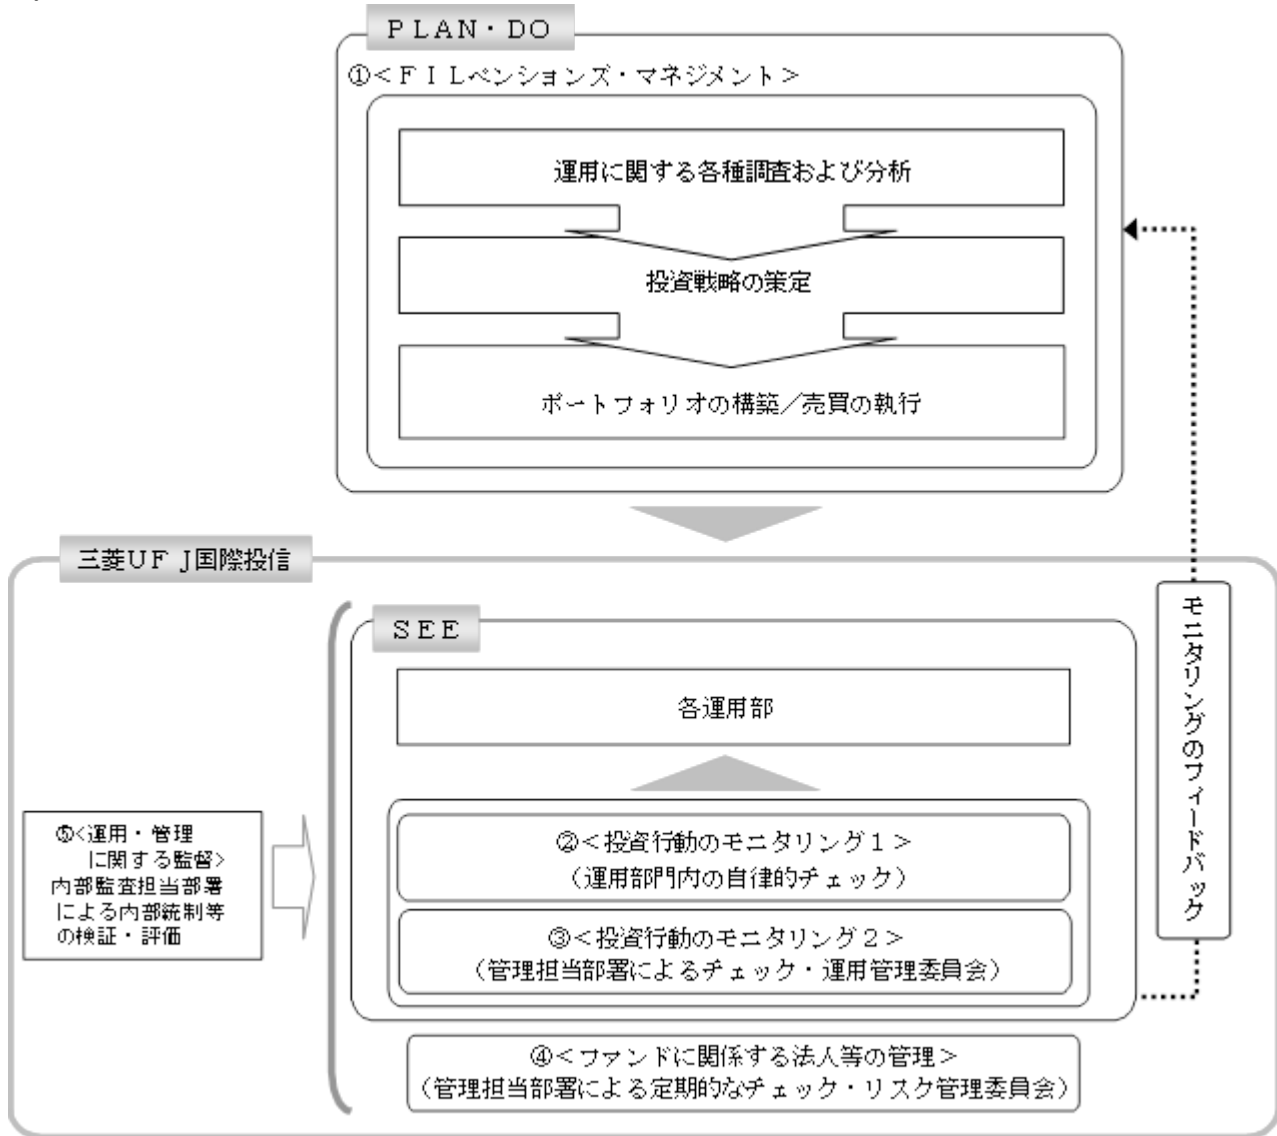 ＰＬＡＮ・ＤＯ
①＜ＦＩＬペンションズ・マネジメント＞
運用に関する各種調査および分析
投資戦略の策定
ポートフォリオの構築／売買の執行
三菱ＵＦＪ国際投信
ＳＥＥ
各運用部
②＜投資行動のモニタリング１＞
（運用部門内の自律的チェック）
③＜投資行動のモニタリング２＞
（管理担当部署によるチェック・運用管理委員会）
④＜ファンドに関係する法人等の管理＞
（管理担当部署による定期的なチェック・リスク管理委員会）
⑤<運用・管理
に関する監督>
内部監査担当部署
による内部統制等
の検証・評価
モニタリングのフィードバック